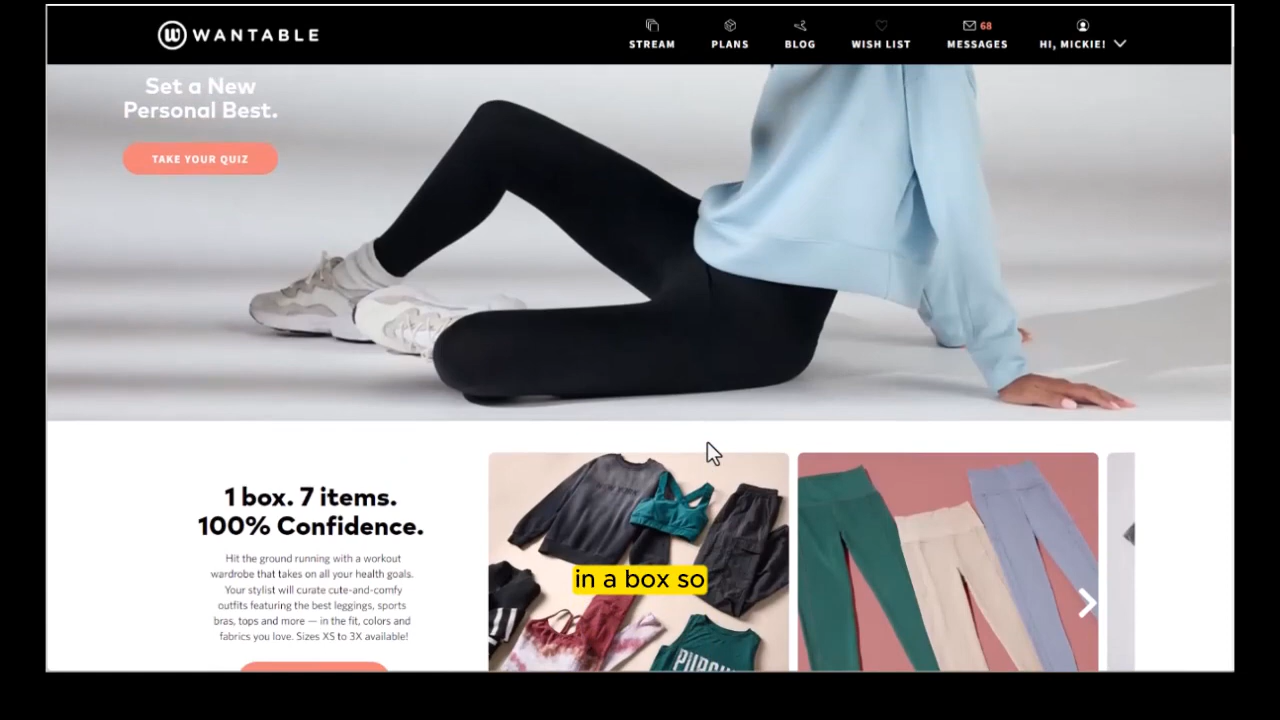 WANTABLE
STREAM
PLANS
BLOG
WISH LIST
68
MESSAGES
HI, MICKIE!
Set a New
Personal Best.
TAKE YOUR QUIZ
1 box. 7 items.
100% Confidence.
Hit the ground running with a workout
wardrobe that takes on all your health goals.
Your stylist will curate cute-and-comfy
outfits featuring the best leggings, sports
bras, tops and more — in the fit, colors and
fabrics you love. Sizes XS to 3X available!
in a box so